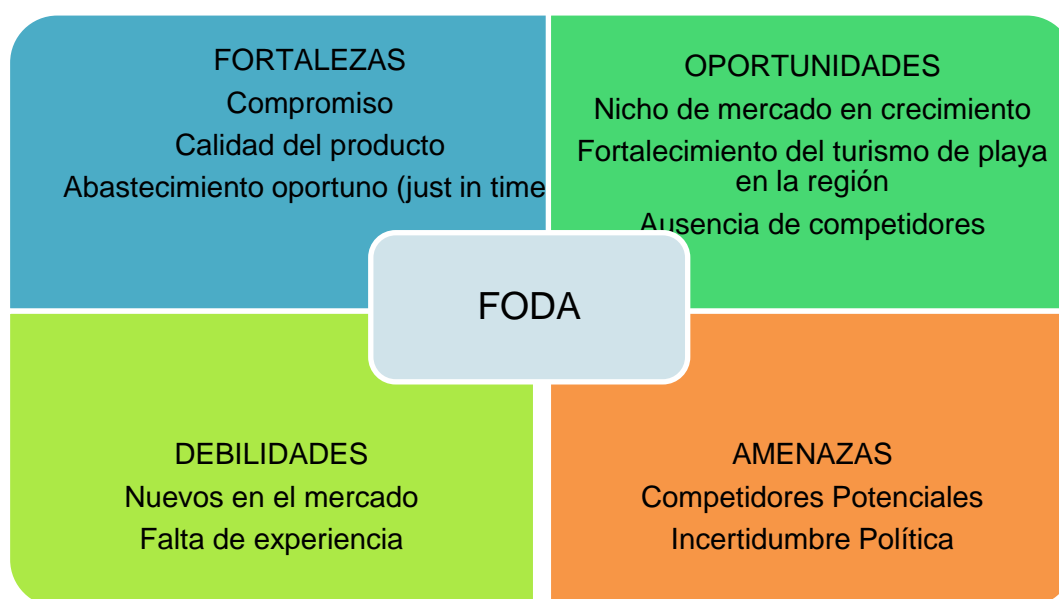 FORTALEZAS
Compromiso
Calidad del producto
Abastecimiento oportuno (just in time
OPORTUNIDADES
Nicho de mercado en crecimiento
Fortalecimiento del turismo de playa
en la región
Ausencia de competidores
FODA
DEBILIDADES
Nuevos en el mercado
Falta de experiencia
AMENAZAS
Competidores Potenciales
Incertidumbre Política